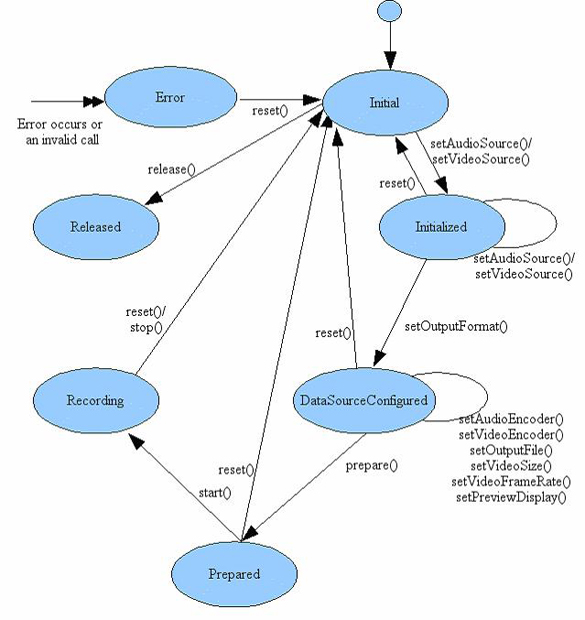 Error
Initial
reset()
Error occurs or
an invalid call
setAudioSource()/
setVideoSource()
release()
reset()
Released
Initialized
setAudioSource()/
setVideoSource()
reset()/
stop()
reset()
setOutputFormat()
Recording
DataSourceConfigured
setAudioEncoder()
setVideoEncoder()
setOutputFile()
setVideoSize()
setVideoFrameRate()
setPreviewDisplay()
reset()
prepare()
start()
Prepared